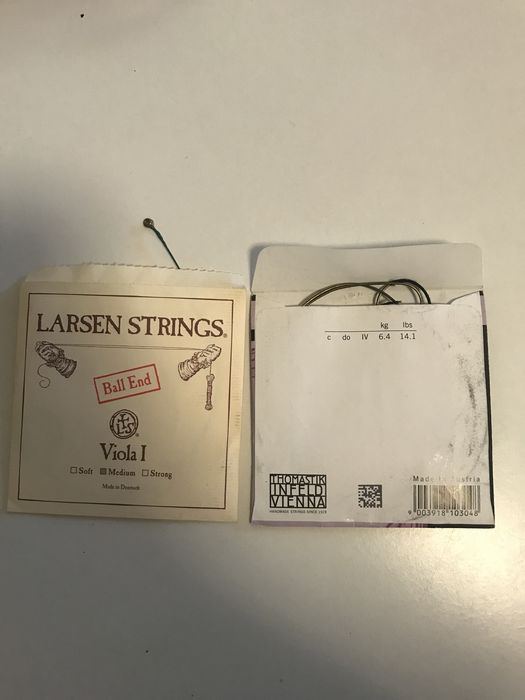 LARSEN STRINGS®
Ball End
Viola I
Soft Medium Strong
Made in Denmark
kg lbs
c do IV 6.4 14.1
THOMASTIK
INFELD
VIENNA
HANDMADE STRINGS SINCE 1919
Made in Austria
9 003918 103048